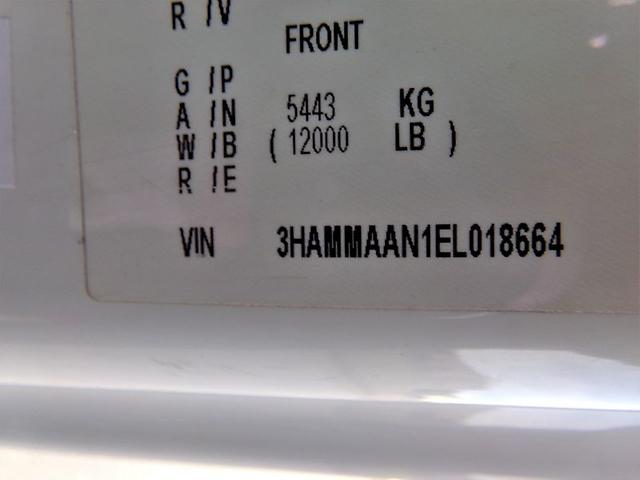 R /V
FRONT
G /P
A /N 5443 KG
W /B ( 12000 LB )
R /E
VIN 3HAMMAAN1EL018664